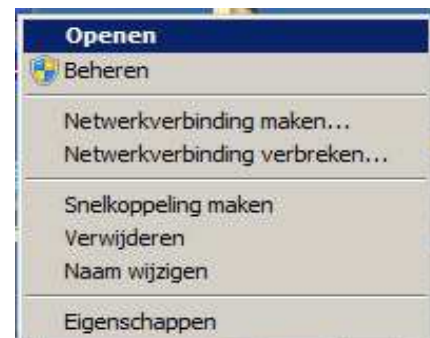 Openen
Beheren
Netwerkverbinding maken...
Netwerkverbinding verbreken...
Snelkoppeling maken
Verwijderen
Naam wijzigen
Eigenschappen